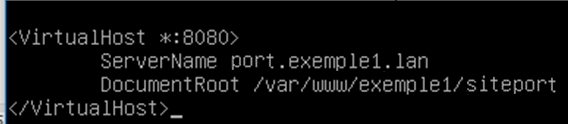 <VirtualHost *:8080>
ServerName port.exemple1.lan
DocumentRoot /var/www/exemple1/siteport
</VirtualHost>_